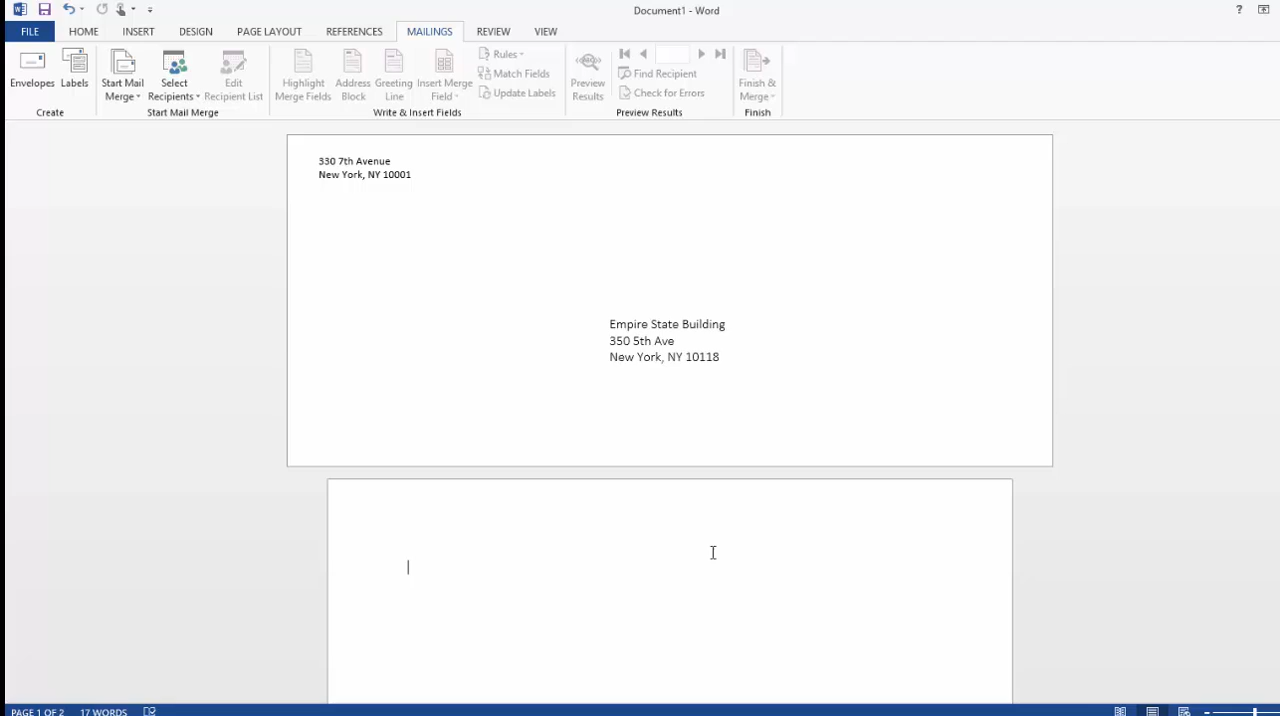 Document1 - Word
?
FILE
HOME
INSERT
DESIGN
PAGE LAYOUT
REFERENCES
MAILINGS
REVIEW
VIEW
Envelopes
Labels
Create
Start Mail
Merge
Select
Recipients
Edit
Recipient List
Start Mail Merge
Highlight
Merge Fields
Address
Block
Greeting
Line
Insert Merge
Field
Rules
Match Fields
Update Labels
Write & Insert Fields
ABC
Preview
Results
Find Recipient
Check for Errors
Preview Results
Finish &
Merge
Finish
330 7th Avenue
New York, NY 10001
Empire State Building
350 5th Ave
New York, NY 10118
PAGE 1 OF 2
17 WORDS